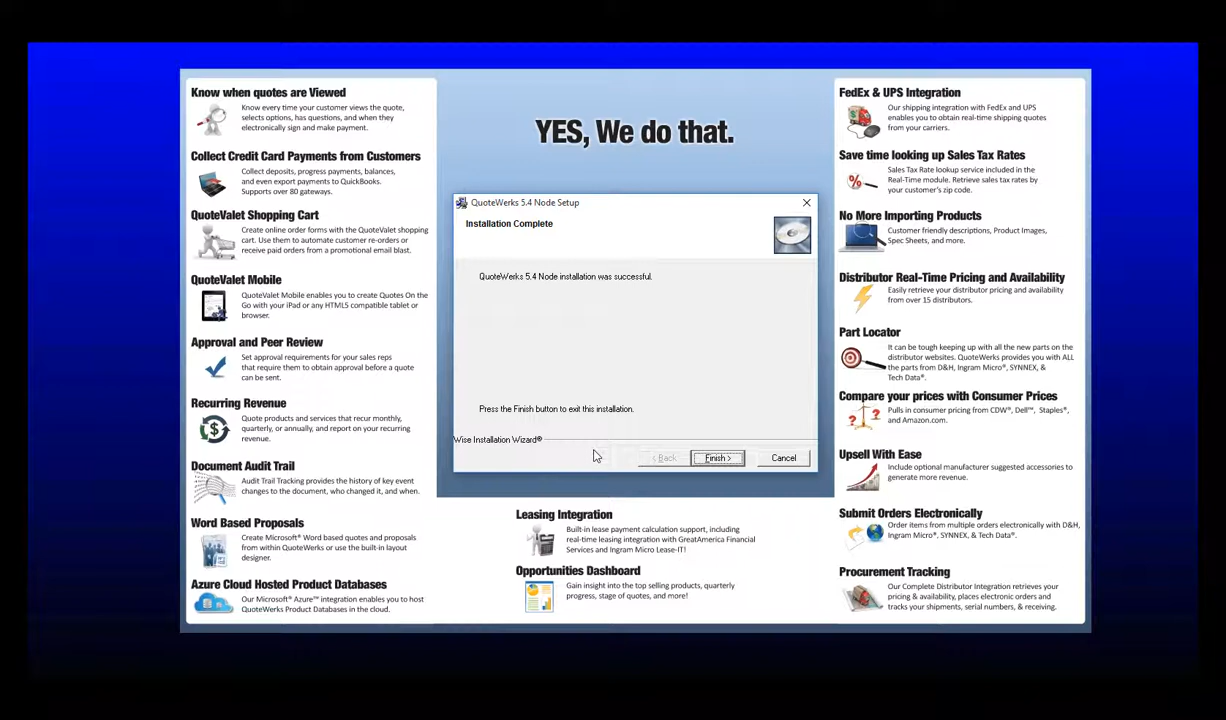 Know when quotes are Viewed
Know every time your customer views the quote,
selects options, has questions, and when they
electronically sign and make payment.
Collect Credit Card Payments from Customers
Collect deposits, progress payments, balances,
and even export payments to QuickBooks.
Supports over 80 gateways.
QuoteValet Shopping Cart
Create online order forms with the QuoteValet shopping
cart. Use them to automate customer re-orders or
receive paid orders from a promotional email blast.
QuoteValet Mobile
QuoteValet Mobile enables you to create Quotes On the
Go with your iPad or any HTML5 compatible tablet or
browser.
Approval and Peer Review
Set approval requirements for your sales reps
that require them to obtain approval before a quote
can be sent.
Recurring Revenue
Quote products and services that recur monthly,
quarterly, or annually, and report on your recurring
revenue.
Document Audit Trail
Audit Trail Tracking provides the history of key event
changes to the document, who changed it, and when.
Word Based Proposals
Create Microsoft® Word based quotes and proposals
from within QuoteWerks or use the built-in layout
designer.
Azure Cloud Hosted Product Databases
Our Microsoft® Azure™ integration enables you to host
QuoteWerks Product Databases in the cloud.
YES, We do that.
QuoteWerks 5.4 Node Setup
Installation Complete
QuoteWerks 5.4 Node installation was successful.
Press the Finish button to exit this installation.
Wise Installation Wizard®
< Back
Finish >
Cancel
Leasing Integration
Built-in lease payment calculation support, including
real-time leasing integration with GreatAmerica Financial
Services and Ingram Micro Lease-IT!
Opportunities Dashboard
Gain insight into the top selling products, quarterly
progress, stage of quotes, and more!
FedEx & UPS Integration
Our shipping integration with FedEx and UPS
enables you to obtain real-time shipping quotes
from your carriers.
Save time looking up Sales Tax Rates
Sales Tax Rate lookup service included in the
Real-Time module. Retrieve sales tax rates by
your customer's zip code.
No More Importing Products
Customer friendly descriptions, Product Images,
Spec Sheets, and more.
Distributor Real-Time Pricing and Availability
Easily retrieve your distributor pricing and availability
from over 15 distributors.
Part Locator
It can be tough keeping up with all the new parts on the
distributor websites. QuoteWerks provides you with ALL
the parts from D&H, Ingram Micro®, SYNNEX, &
Tech Data®.
Compare your prices with Consumer Prices
Pulls in consumer pricing from CDW®, Dell™, Staples®,
and Amazon.com.
Upsell With Ease
Include optional manufacturer suggested accessories to
generate more revenue.
Submit Orders Electronically
Order items from multiple orders electronically with D&H,
Ingram Micro®, SYNNEX, & Tech Data®.
Procurement Tracking
Our Complete Distributor Integration retrieves your
pricing & availability, places electronic orders and
tracks your shipments, serial numbers, & receiving.